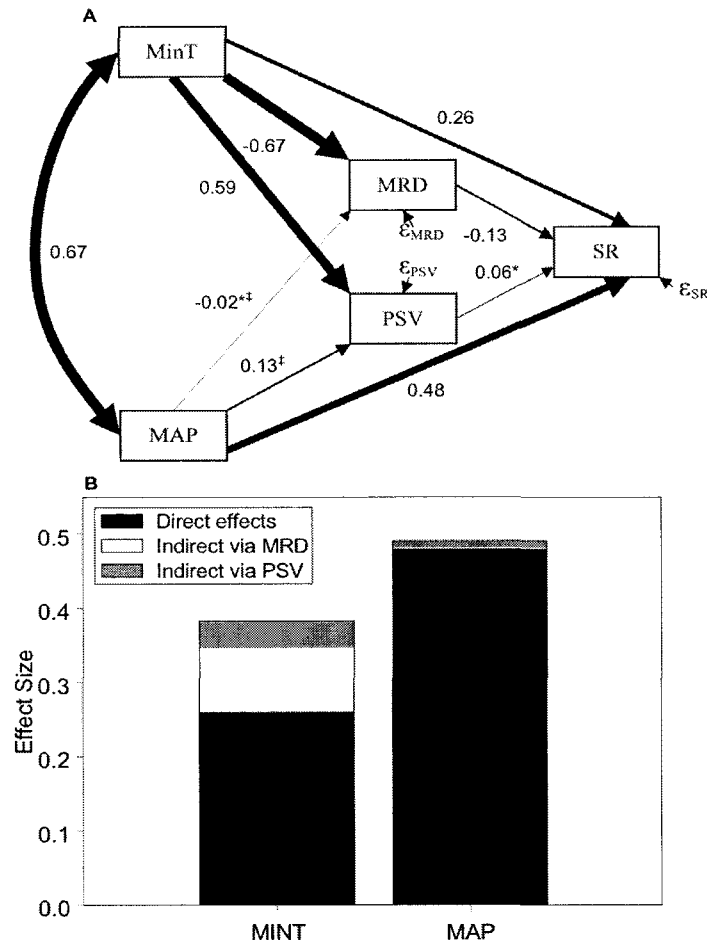 A
MinT
0.26
-0.67
0.59
MRD
εMRD
-0.13
0.67
SR
εPSV
0.06*
εSR
-0.02*‡
PSV
0.13‡
0.48
MAP
B
Direct effects
Indirect via MRD
Indirect via PSV
0.5
0.4
0.3
0.2
0.1
0.0
Effect Size
MINT
MAP